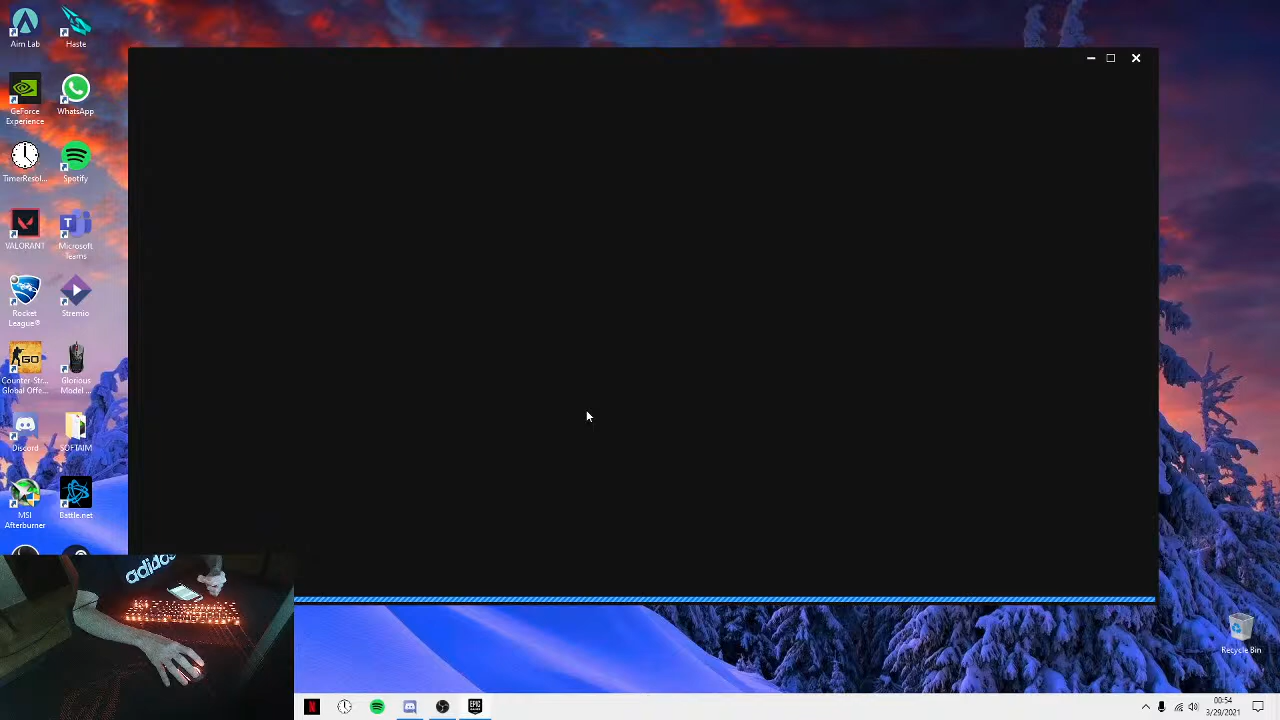 Aim Lab
Haste
GeForce
Experience
WhatsApp
TimerResol...
Spotify
VALORANT
Microsoft
Teams
Rocket
League®
Stremio
Counter-Str...
Global Offe...
Glorious
Model ...
Discord
SOFTAIM
MSI
Afterburner
Battle.net
adidas
Recycle Bin
EPIC
00:54
3/29/2021